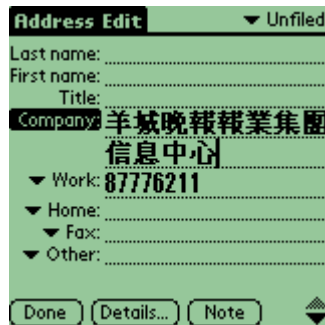 Address Edit ▼ Unfiled
Last name:
First name:
Title:
Company: 羊城晚報報業集團
信息中心
▼ Work: 87776211
▼ Home:
▼ Fax:
▼ Other:
Done Details... Note